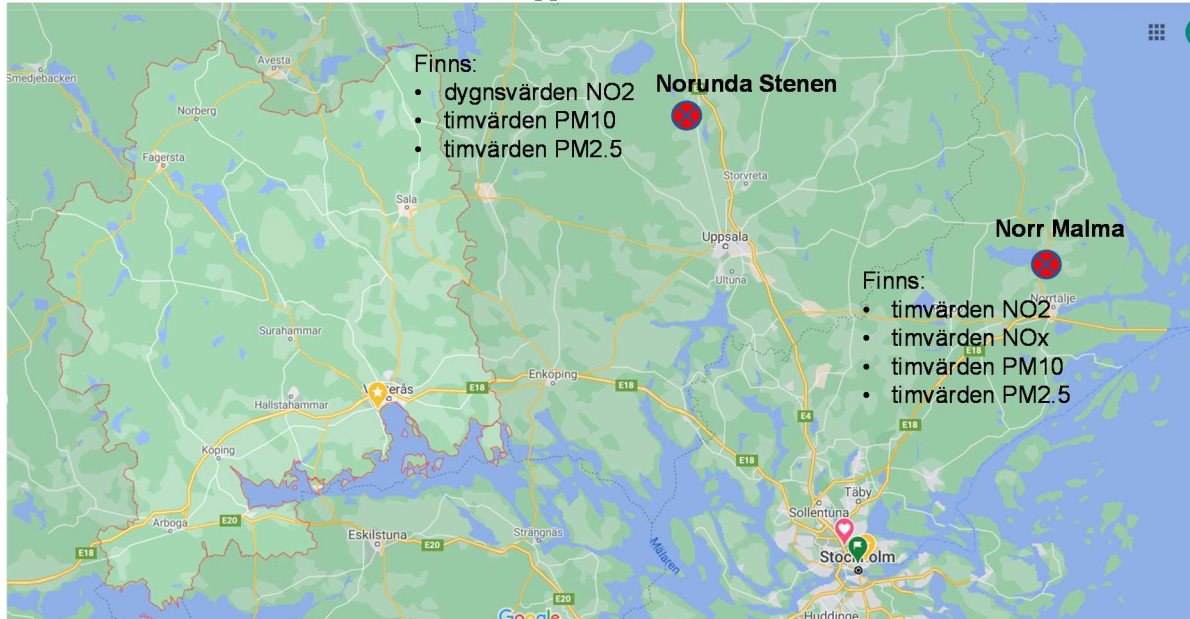 Finns:
• dygnsvärden NO2
• timvärden PM10
• timvärden PM2.5
Norunda Stenen
Norr Malma
Finns:
• timvärden NO2
• timvärden NOx
• timvärden PM10
• timvärden PM2.5
Smedjebacken
Avesta
Norberg
Fagersta
Sala
Storvreta
Uppsala
Ultuna
Norrtälje
Surahammar
Hallstahammar
Enköping
Köping
Arboga
Eskilstuna
Strängnäs
Mälaren
Täby
Sollentuna
Huddinge
E4
E18
E18
E18
E18
E18
E18
E20
E20
E20
Google